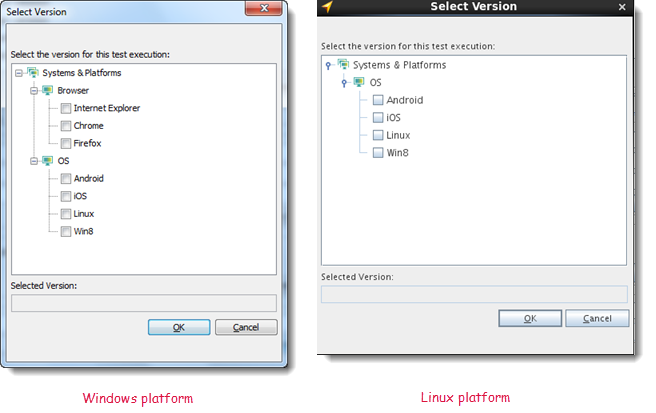 Select Version
Select the version for this test execution:
Systems & Platforms
Browser
Internet Explorer
Chrome
Firefox
OS
Android
iOS
Linux
Win8
Selected Version:
OK
Cancel
Windows platform
Select Version
Select the version for this test execution:
Systems & Platforms
OS
Android
iOS
Linux
Win8
Selected Version:
OK
Cancel
Linux platform